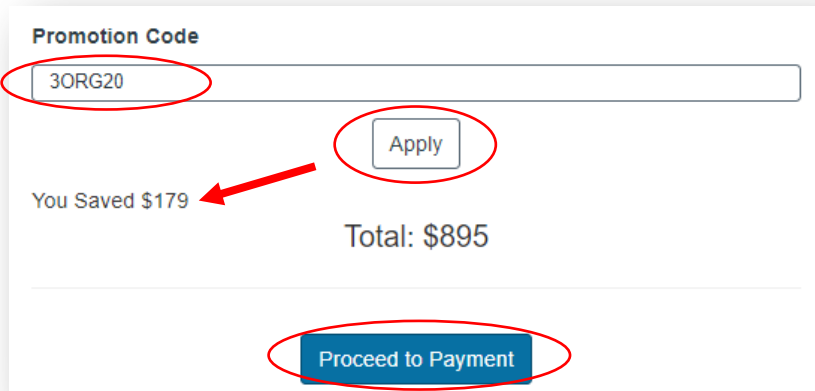 Promotion Code
3ORG20
Apply
You Saved $179
Total: $895
Proceed to Payment